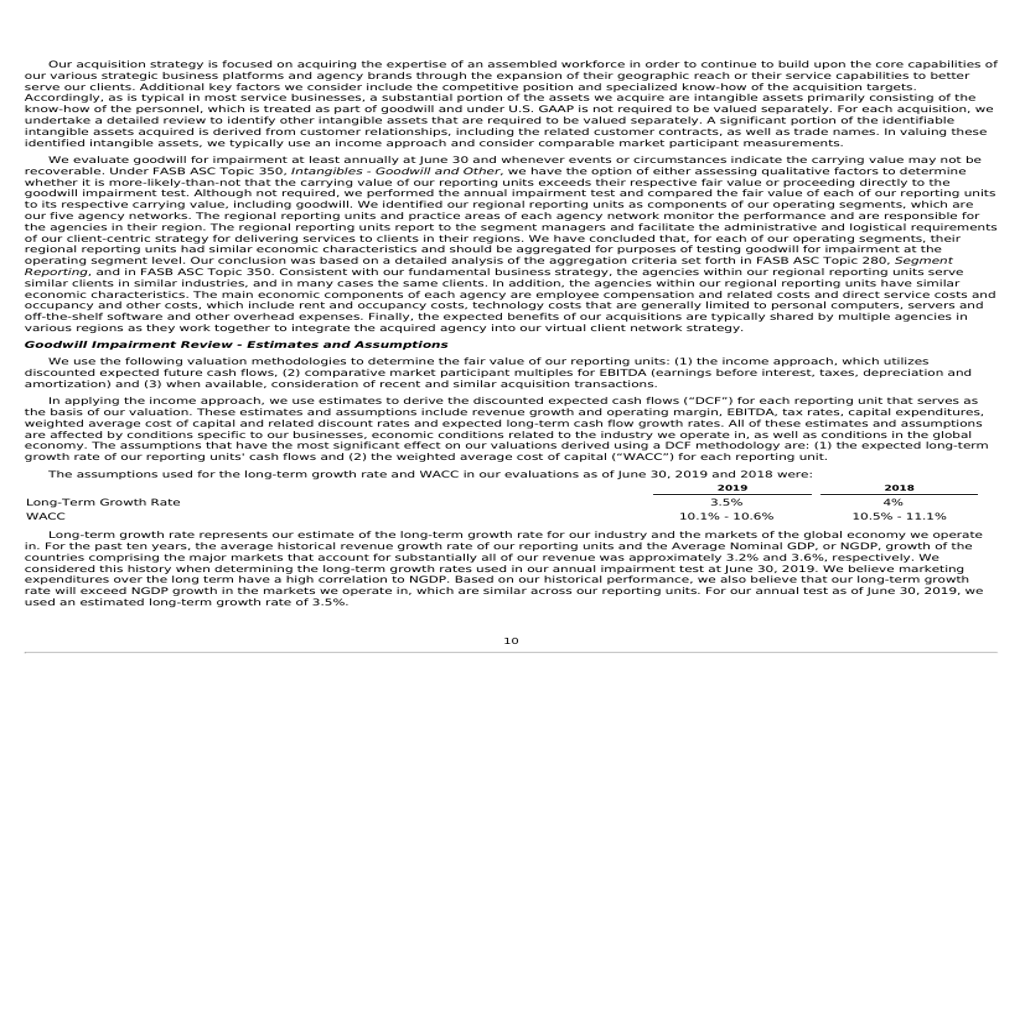 Our acquisition strategy is focused on acquiring the expertise of an assembled workforce in order to continue to build upon the core capabilities of
our various strategic business platforms and agency brands through the expansion of their geographic reach or their service capabilities to better
serve our clients. Additional key factors we consider include the competitive position and specialized know-how of the acquisition targets.
Accordingly, as is typical in most service businesses, a substantial portion of the assets we acquire are intangible assets primarily consisting of the
know-how of the personnel, which is treated as part of goodwill and under U.S. GAAP is not required to be valued separately. For each acquisition, we
undertake a detailed review to identify other intangible assets that are required to be valued separately. A significant portion of the identifiable
intangible assets acquired is derived from customer relationships, including the related customer contracts, as well as trade names. In valuing these
identified intangible assets, we typically use an income approach and consider comparable market participant measurements.
We evaluate goodwill for impairment at least annually at June 30 and whenever events or circumstances indicate the carrying value may not be
recoverable. Under FASB ASC Topic 350, Intangibles - Goodwill and Other, we have the option of either assessing qualitative factors to determine
whether it is more-likely-than-not that the carrying value of our reporting units exceeds their respective fair value or proceeding directly to the
goodwill impairment test. Although not required, we performed the annual impairment test and compared the fair value of each of our reporting units
to its respective carrying value, including goodwill. We identified our regional reporting units as components of our operating segments, which are
our five agency networks. The regional reporting units and practice areas of each agency network monitor the performance and are responsible for
the agencies in their region. The regional reporting units report to the segment managers and facilitate the administrative and logistical requirements
of our client-centric strategy for delivering services to clients in their regions. We have concluded that, for each of our operating segments, their
regional reporting units had similar economic characteristics and should be aggregated for purposes of testing goodwill for impairment at the
operating segment level. Our conclusion was based on a detailed analysis of the aggregation criteria set forth in FASB ASC Topic 280, Segment
Reporting, and in FASB ASC Topic 350. Consistent with our fundamental business strategy, the agencies within our regional reporting units serve
similar clients in similar industries, and in many cases the same clients. In addition, the agencies within our regional reporting units have similar
economic characteristics. The main economic components of each agency are employee compensation and related costs and direct service costs and
occupancy and other costs, which include rent and occupancy costs, technology costs that are generally limited to personal computers, servers and
off-the-shelf software and other overhead expenses. Finally, the expected benefits of our acquisitions are typically shared by multiple agencies in
various regions as they work together to integrate the acquired agency into our virtual client network strategy.
Goodwill Impairment Review - Estimates and Assumptions
We use the following valuation methodologies to determine the fair value of our reporting units: (1) the income approach, which utilizes
discounted expected future cash flows, (2) comparative market participant multiples for EBITDA (earnings before interest, taxes, depreciation and
amortization) and (3) when available, consideration of recent and similar acquisition transactions.
In applying the income approach, we use estimates to derive the discounted expected cash flows (“DCF”) for each reporting unit that serves as
the basis of our valuation. These estimates and assumptions include revenue growth and operating margin, EBITDA, tax rates, capital expenditures,
weighted average cost of capital and related discount rates and expected long-term cash flow growth rates. All of these estimates and assumptions
are affected by conditions specific to our businesses, economic conditions related to the industry we operate in, as well as conditions in the global
economy. The assumptions that have the most significant effect on our valuations derived using a DCF methodology are: (1) the expected long-term
growth rate of our reporting units' cash flows and (2) the weighted average cost of capital (“WACC”) for each reporting unit.
The assumptions used for the long-term growth rate and WACC in our evaluations as of June 30, 2019 and 2018 were:
2019 2018
Long-Term Growth Rate 3.5% 4%
WACC 10.1% - 10.6% 10.5% - 11.1%
Long-term growth rate represents our estimate of the long-term growth rate for our industry and the markets of the global economy we operate
in. For the past ten years, the average historical revenue growth rate of our reporting units and the Average Nominal GDP, or NGDP, growth of the
countries comprising the major markets that account for substantially all of our revenue was approximately 3.2% and 3.6%, respectively. We
considered this history when determining the long-term growth rates used in our annual impairment test at June 30, 2019. We believe marketing
expenditures over the long term have a high correlation to NGDP. Based on our historical performance, we also believe that our long-term growth
rate will exceed NGDP growth in the markets we operate in, which are similar across our reporting units. For our annual test as of June 30, 2019, we
used an estimated long-term growth rate of 3.5%.
10